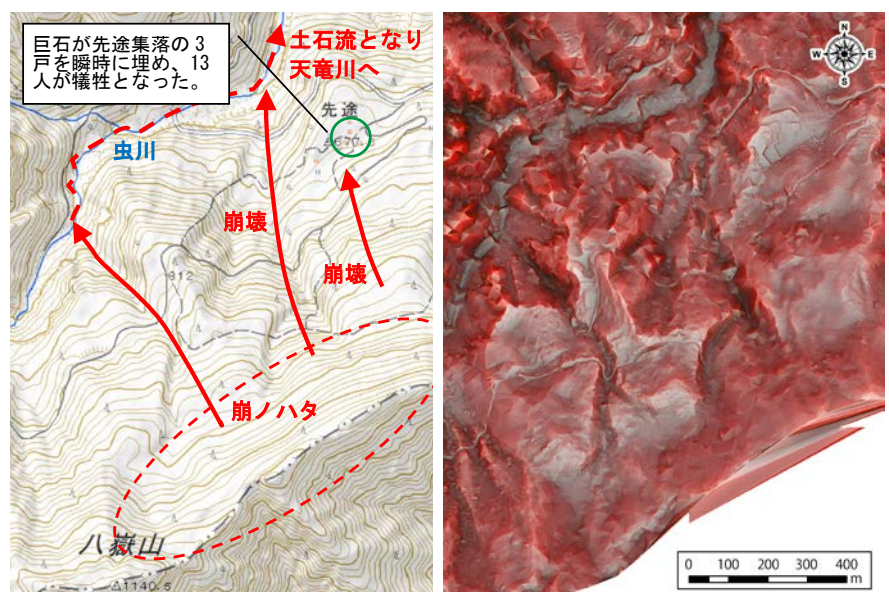 巨石が先途集落の3
戸を瞬時に埋め、13
人が犠牲となった。
土石流となり
天竜川へ
先途
虫川
崩壊
崩壊
812
崩ノハタ
八嶽山
△1140.5
N
W
E
S
0 100 200 300 400
m